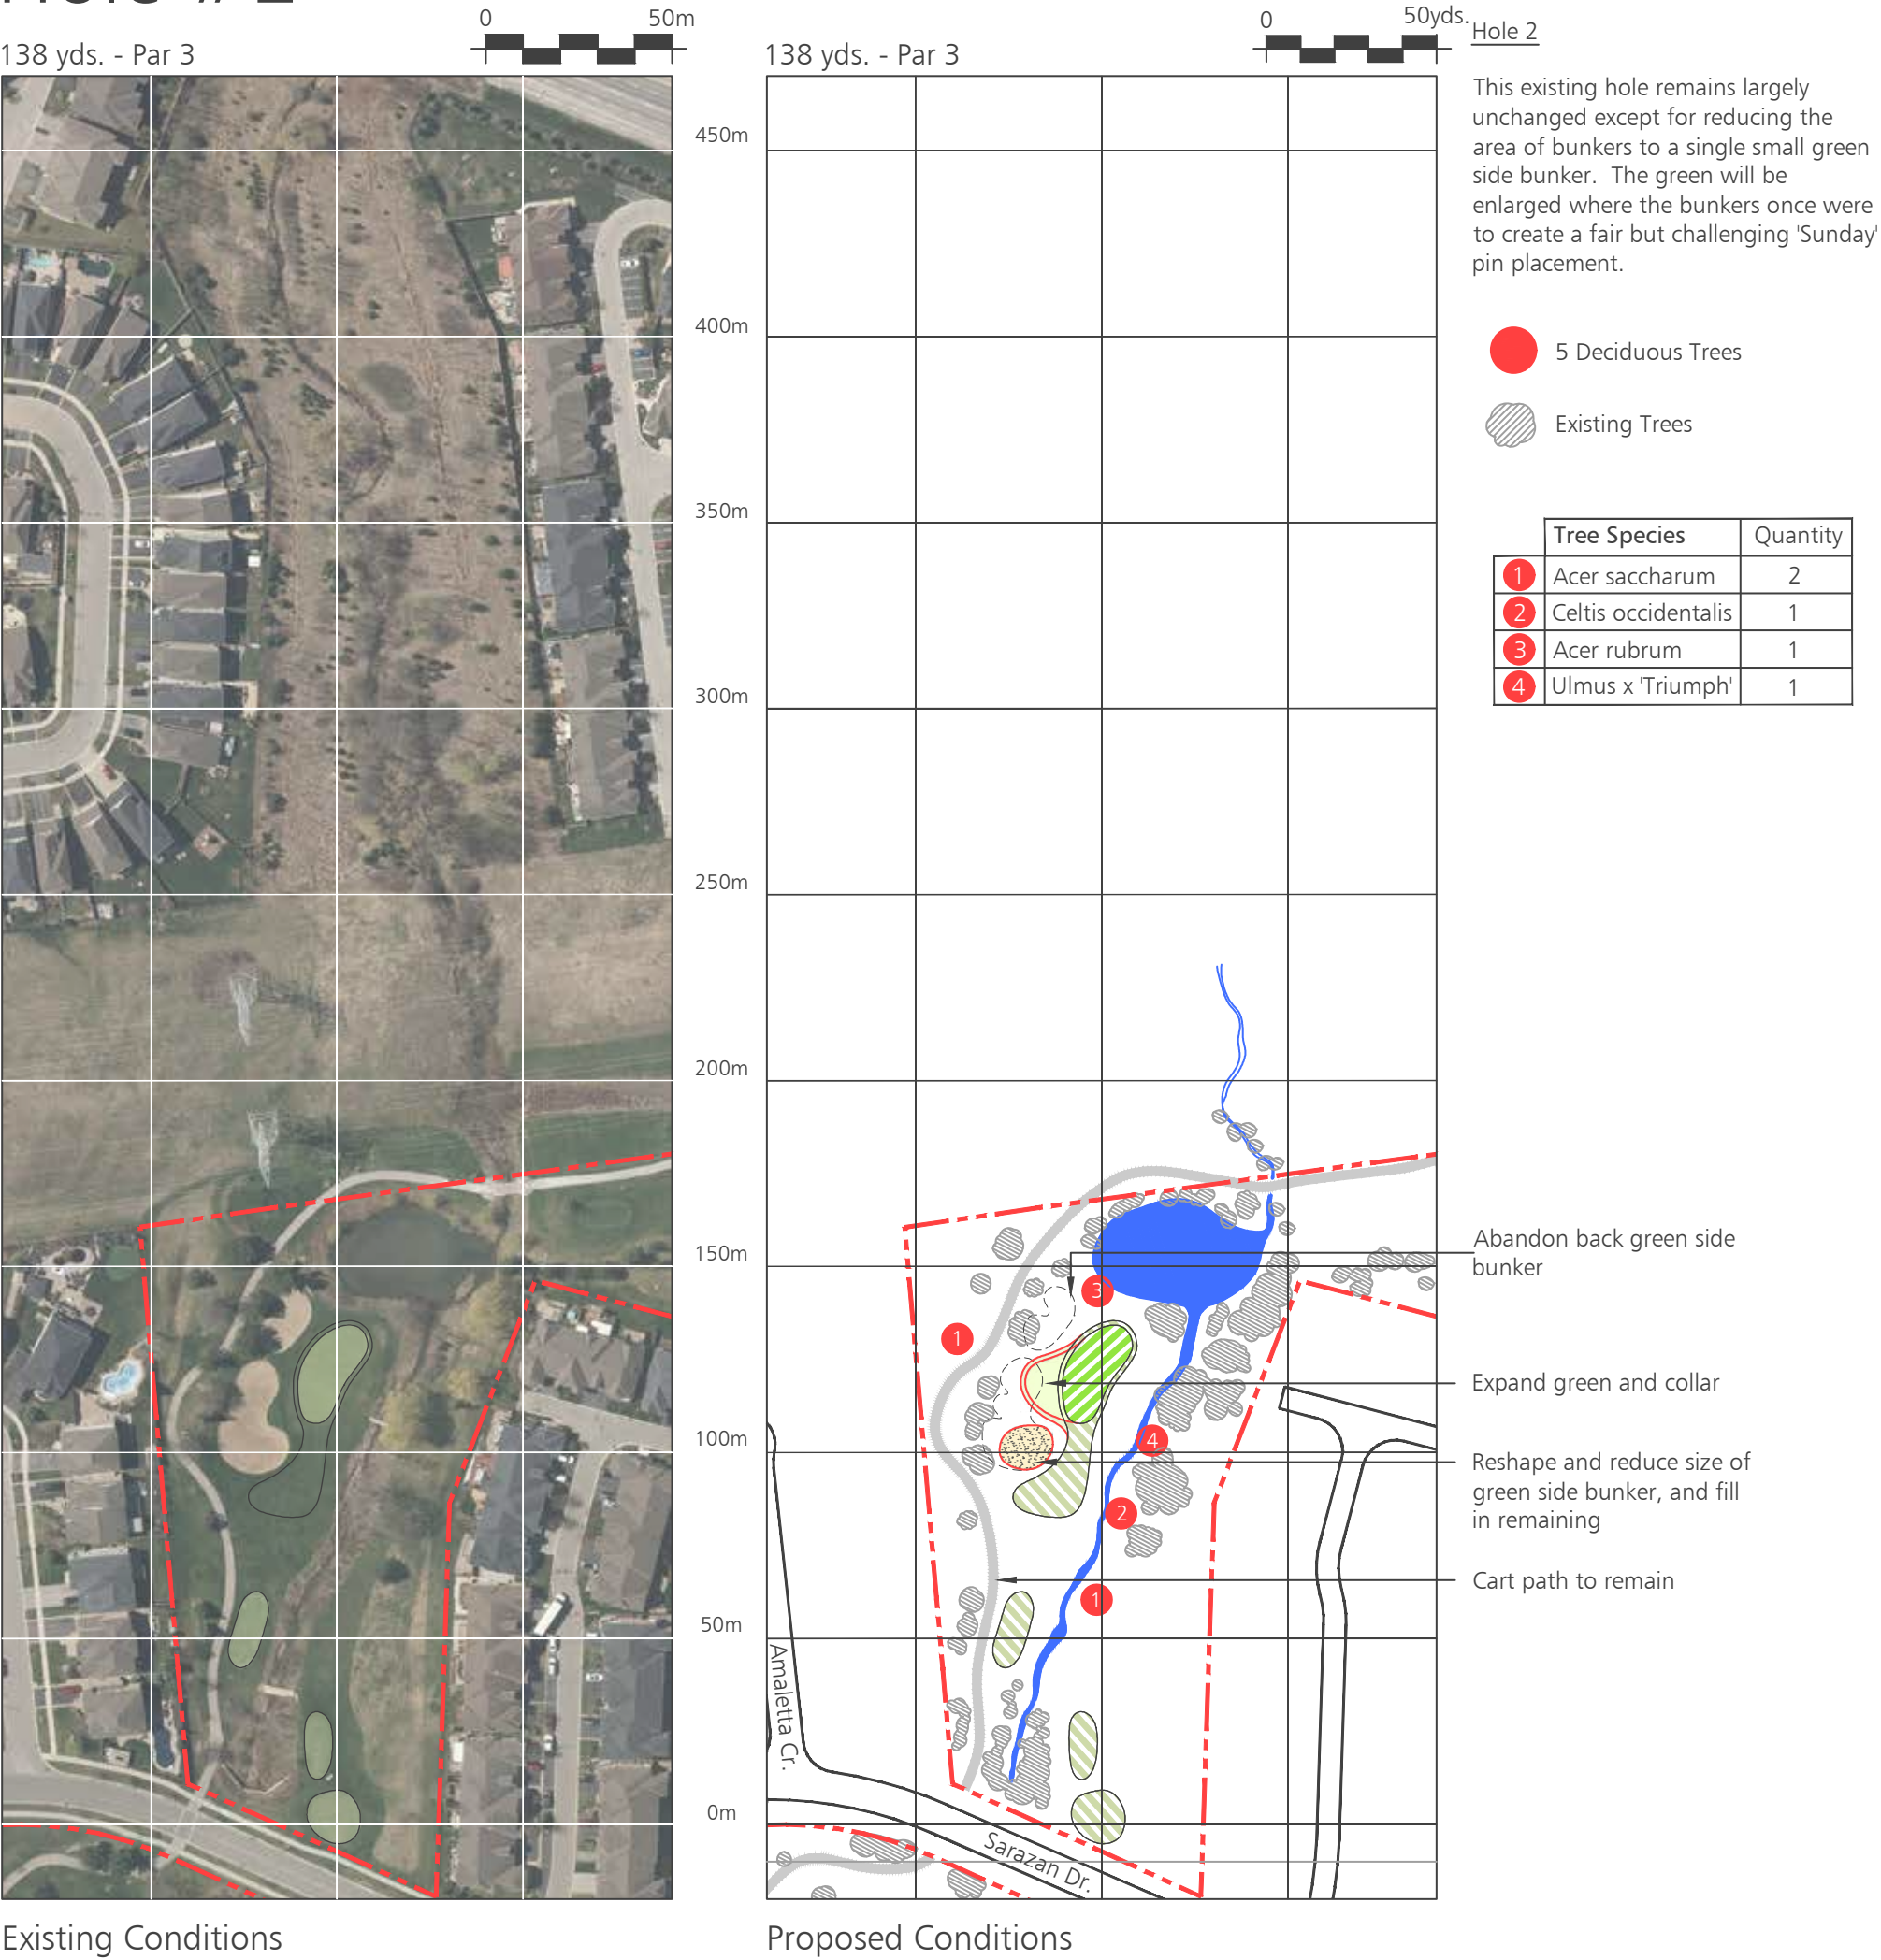 0 50m
138 yds. - Par 3
0 50yds.
138 yds. - Par 3
450m
400m
350m
300m
250m
200m
150m
100m
50m
0m
Hole 2
This existing hole remains largely
unchanged except for reducing the
area of bunkers to a single small green
side bunker. The green will be
enlarged where the bunkers once were
to create a fair but challenging 'Sunday'
pin placement.
5 Deciduous Trees
Existing Trees
Tree Species Quantity
1 Acer saccharum 2
2 Celtis occidentalis 1
3 Acer rubrum 1
4 Ulmus x 'Triumph' 1
Abandon back green side
bunker
3
1
Expand green and collar
4
Reshape and reduce size of
green side bunker, and fill
in remaining
2
Cart path to remain
1
Amaletta Cr.
Sarazan Dr.
Existing Conditions
Proposed Conditions